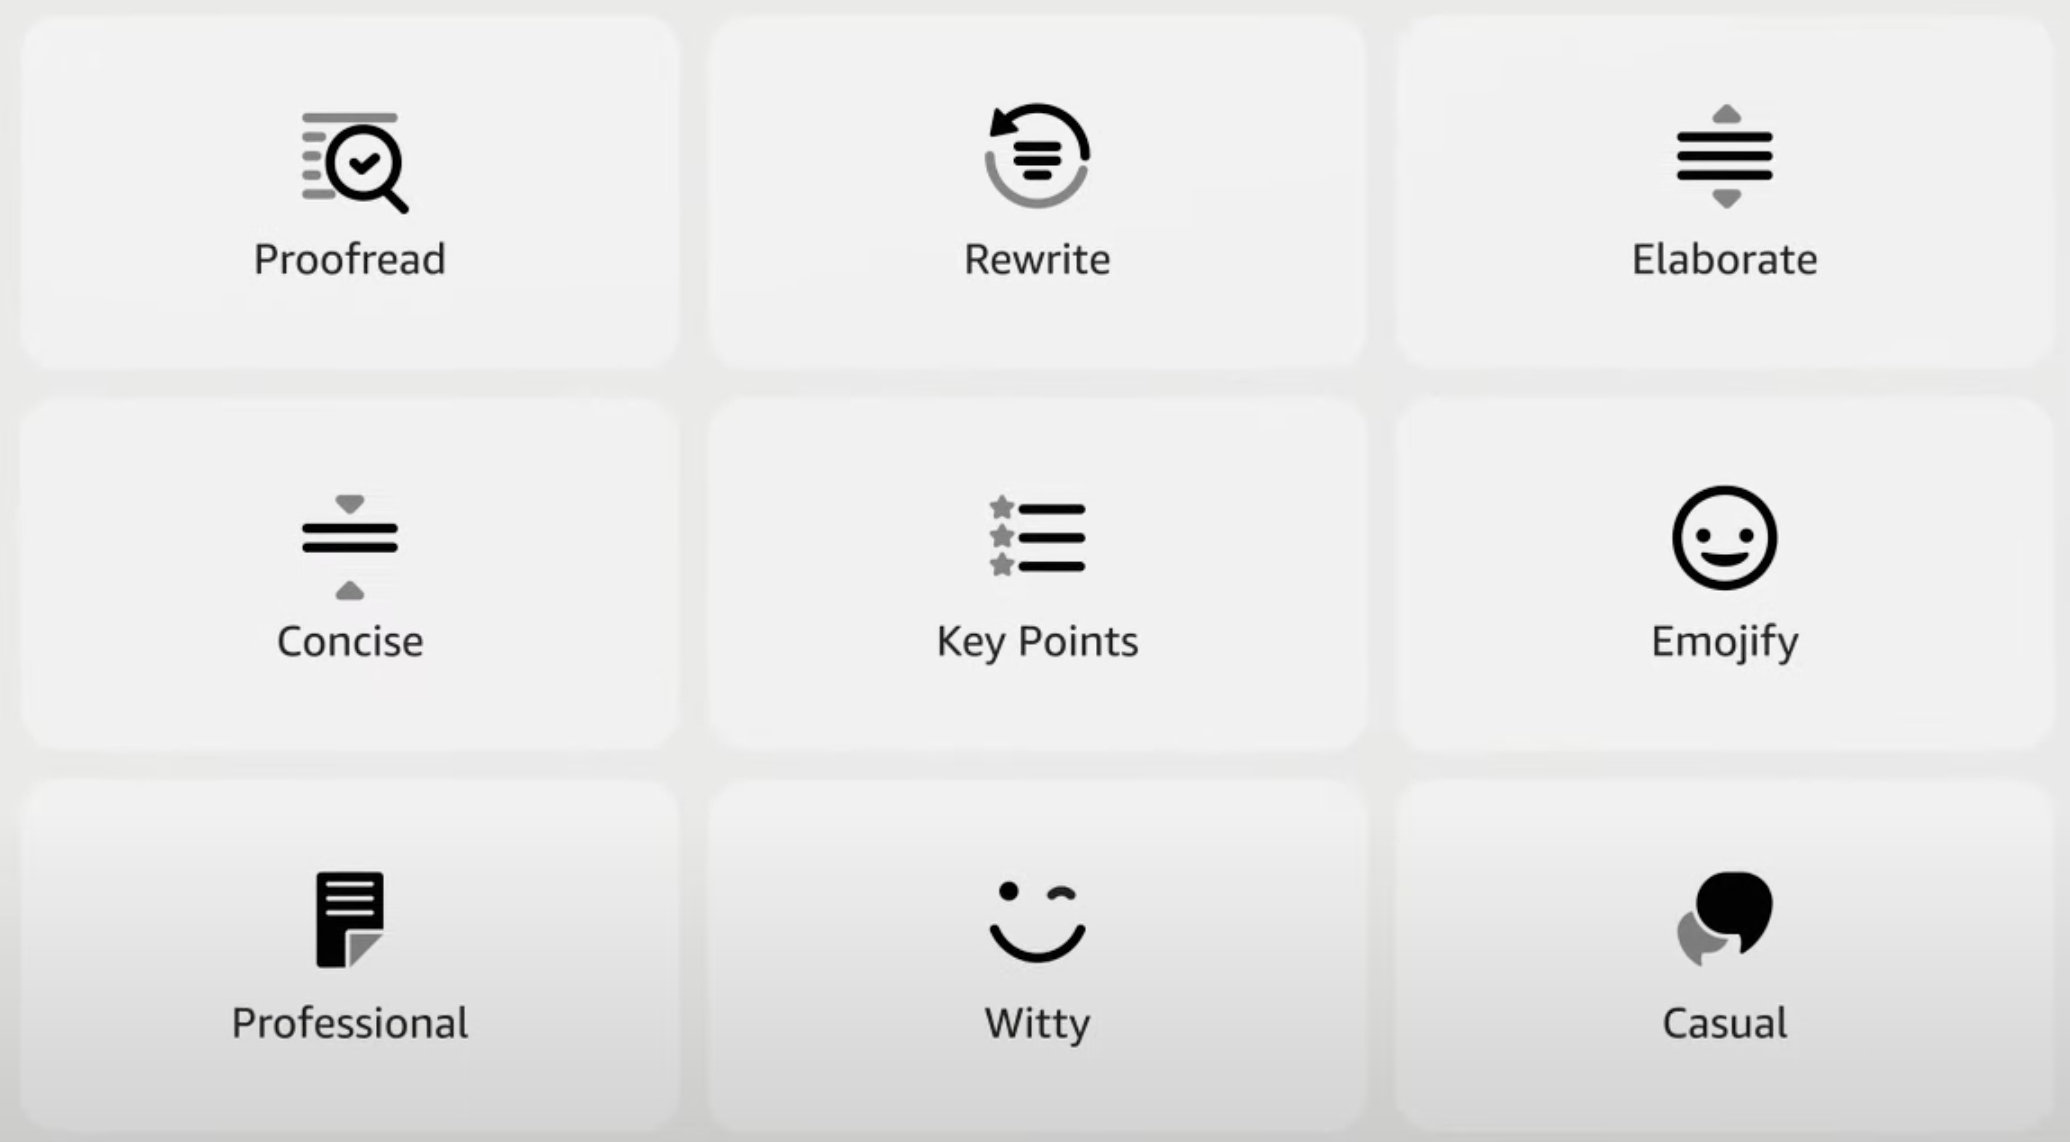 Proofread
Rewrite
Elaborate
Concise
Key Points
Emojify
Professional
Witty
Casual